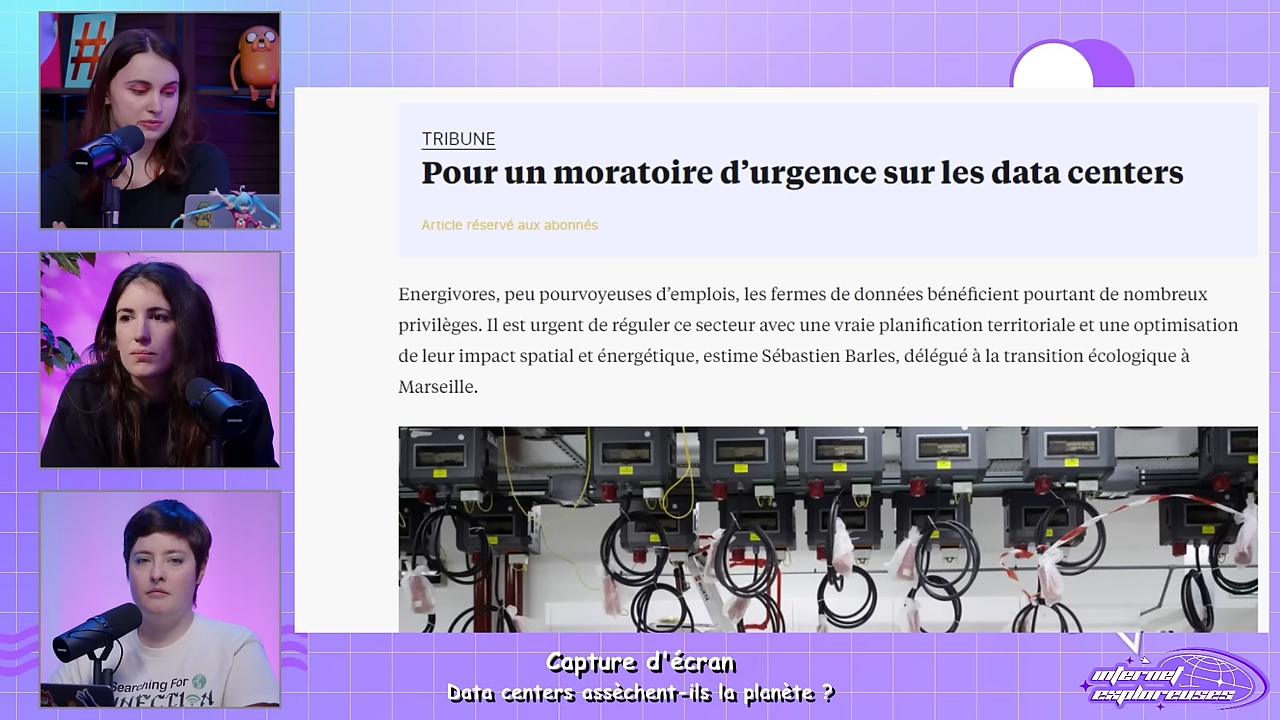 TRIBUNE
Pour un moratoire d’urgence sur les data centers
Article réservé aux abonnés
Energivores, peu pourvoyeuses d’emplois, les fermes de données bénéficient pourtant de nombreux
privilèges. Il est urgent de réguler ce secteur avec une vraie planification territoriale et une optimisation
de leur impact spatial et énergétique, estime Sébastien Barles, délégué à la transition écologique à
Marseille.
Searching For
Capture d'écran
Data centers assèchent-ils la planète ?
internet
exploreuses